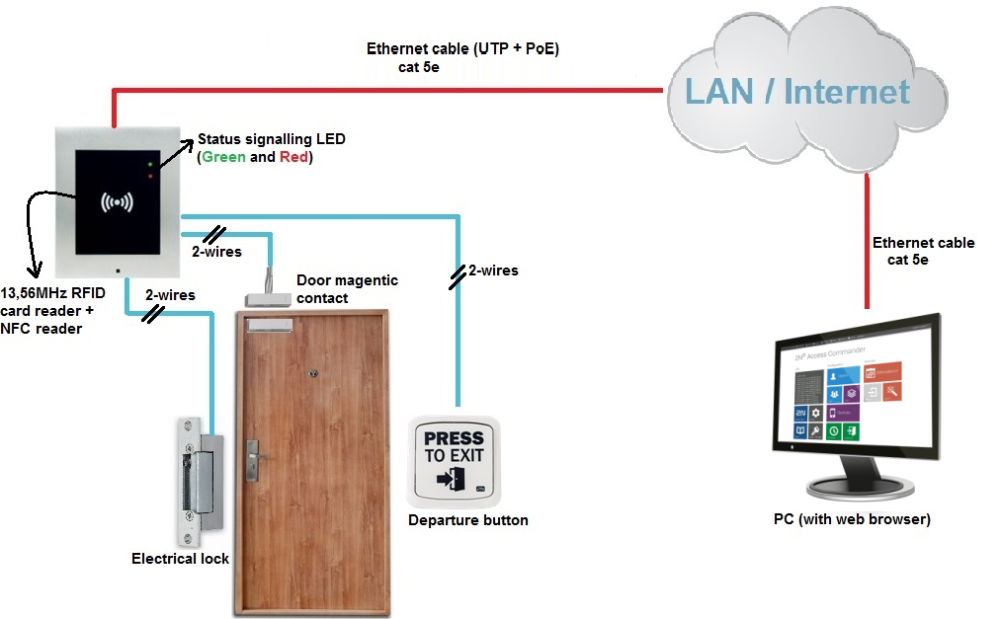 Ethernet cable (UTP + PoE)
cat 5e
LAN / Internet
Status signalling LED
(Green and Red)
2-wires
2-wires
2-wires
Ethernet cable
cat 5e
13,56MHz RFID
card reader +
NFC reader
Door magentic
contact
2N® Access Commander
2N
PRESS
TO EXIT
2N
Departure button
PC (with web browser)
Electrical lock